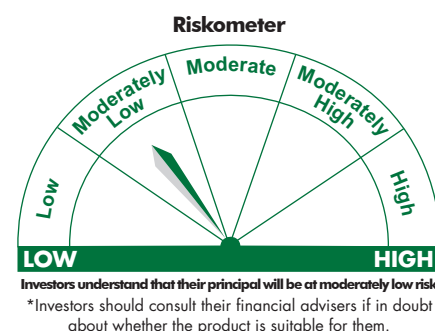 Riskometer
Low
Moderately
Low
Moderate
Moderately
High
High
LOW
HIGH
Investors understand that their principal will be at moderately low risk
*Investors should consult their financial advisers if in doubt
about whether the product is suitable for them.